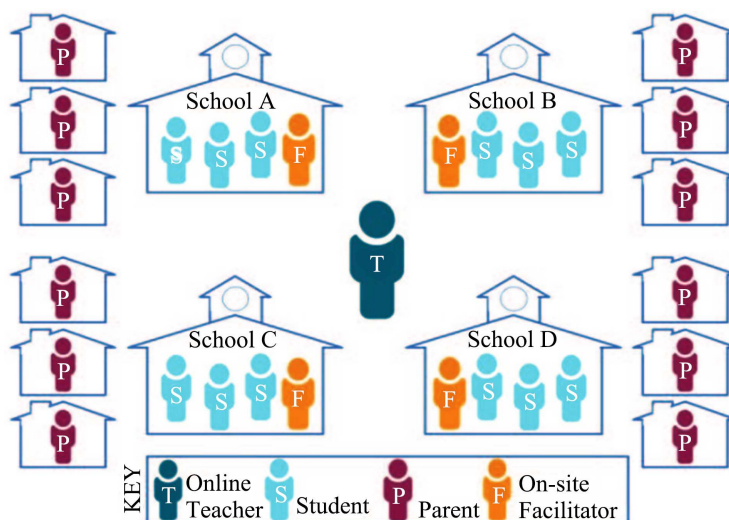 P
P
School A
School B
S S S F
F S S S
P
P
P
P
T
P
P
School C
School D
S S S F
F S S S
P
P
P
P
KEY
T Online Teacher
S Student
P Parent
F On-site Facilitator